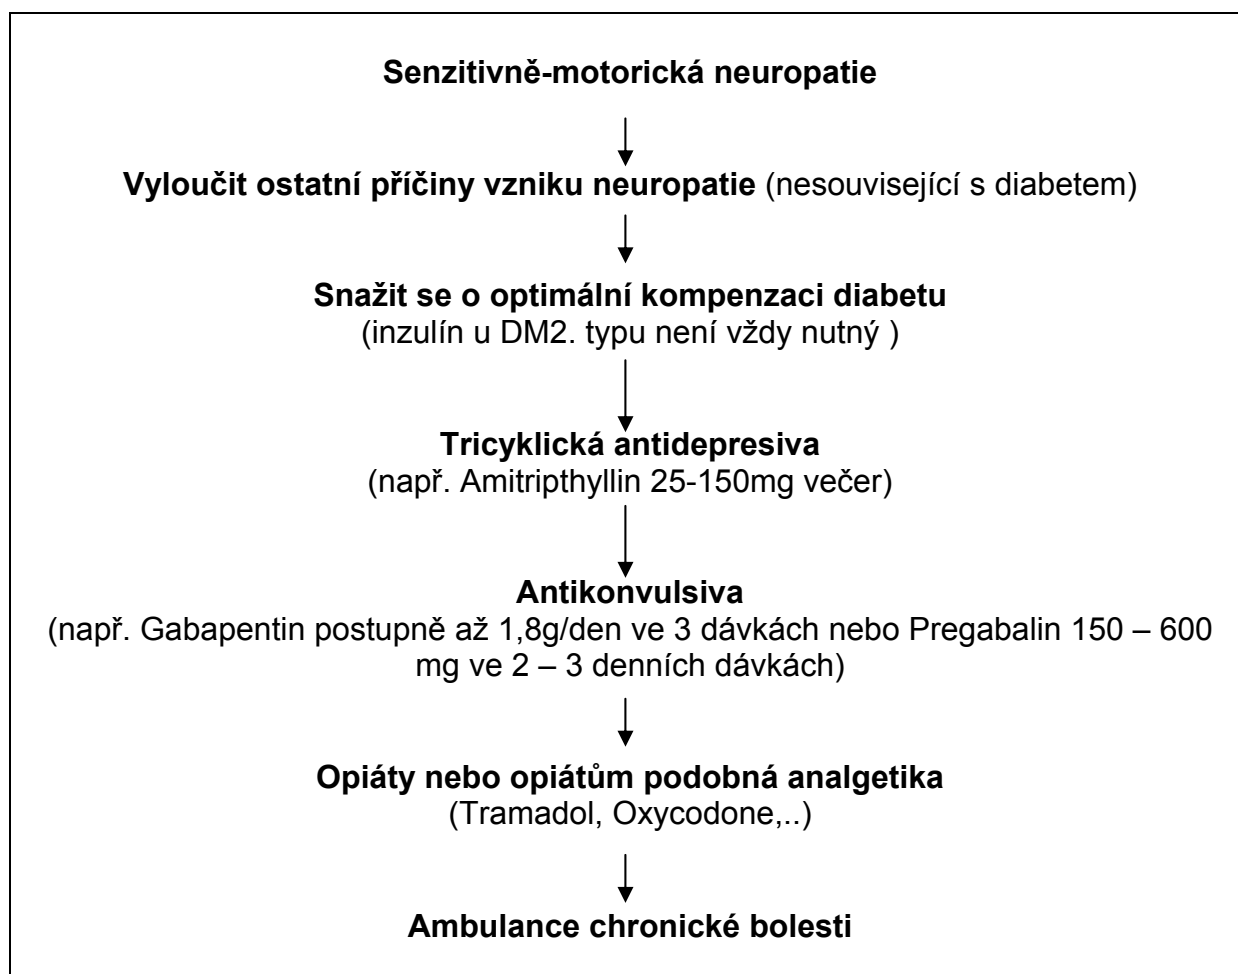 Senzitivně-motorická neuropatie
Vyloučit ostatní příčiny vzniku neuropatie (nesouvisející s diabetem)
Snažit se o optimální kompenzaci diabetu
(inzulín u DM2. typu není vždy nutný )
Tricyklická antidepresiva
(např. Amitripthyllin 25-150mg večer)
Antikonvulsiva
(např. Gabapentin postupně až 1,8g/den ve 3 dávkách nebo Pregabalin 150 – 600
mg ve 2 – 3 denních dávkách)
Opiáty nebo opiátům podobná analgetika
(Tramadol, Oxycodone,..)
Ambulance chronické bolesti